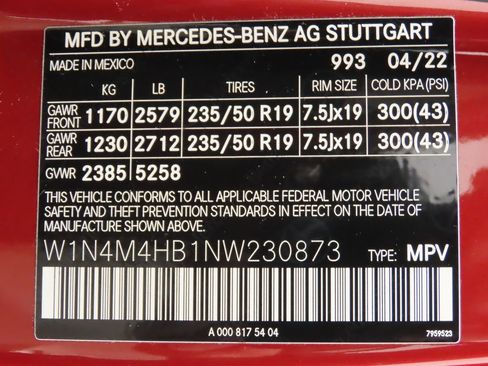 MFD BY MERCEDES-BENZ AG STUTTGART
MADE IN MEXICO 993 04/22
KG LB TIRES RIM SIZE COLD KPA (PSI)
GAWR FRONT 1170 2579 235/50 R19 7.5Jx19 300(43)
GAWR REAR 1230 2712 235/50 R19 7.5Jx19 300(43)
GVWR 2385 5258
THIS VEHICLE CONFORMS TO ALL APPLICABLE FEDERAL MOTOR VEHICLE
SAFETY AND THEFT PREVENTION STANDARDS IN EFFECT ON THE DATE OF
MANUFACTURE SHOWN ABOVE.
W1N4M4HB1NW230873 TYPE: MPV
A 000 817 54 04 7959523